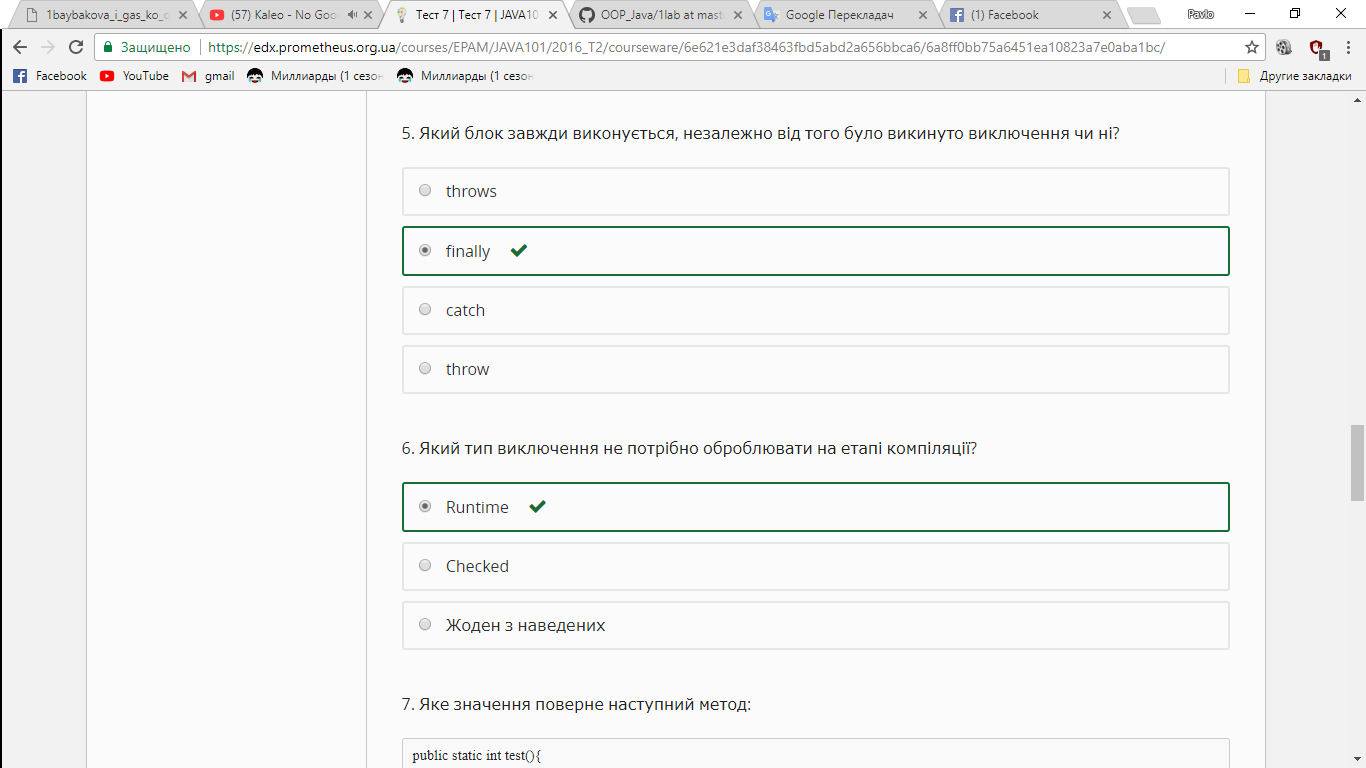 1baybakova_i_gas_ko_o
(57) Kaleo - No Goo
Тест 7 | Тест 7 | JAVA10
OOP_Java/1lab at mast
Google Перекладач
(1) Facebook
Pavlo
Защищено
https://edx.prometheus.org.ua/courses/EPAM/JAVA101/2016_T2/courseware/6e621e3daf38463fbd5abd2a656bbca6/6a8ff0bb75a6451ea10823a7e0aba1bc/
1
Facebook
YouTube
gmail
Миллиарды (1 сезон
Миллиарды (1 сезон
Другие закладки
5. Який блок завжди виконується, незалежно від того було викинуто виключення чи ні?
throws
finally
catch
throw
6. Який тип виключення не потрібно оброблювати на етапі компіляції?
Runtime
Checked
Жоден з наведених
7. Яке значення поверне наступний метод:
public static int test(){